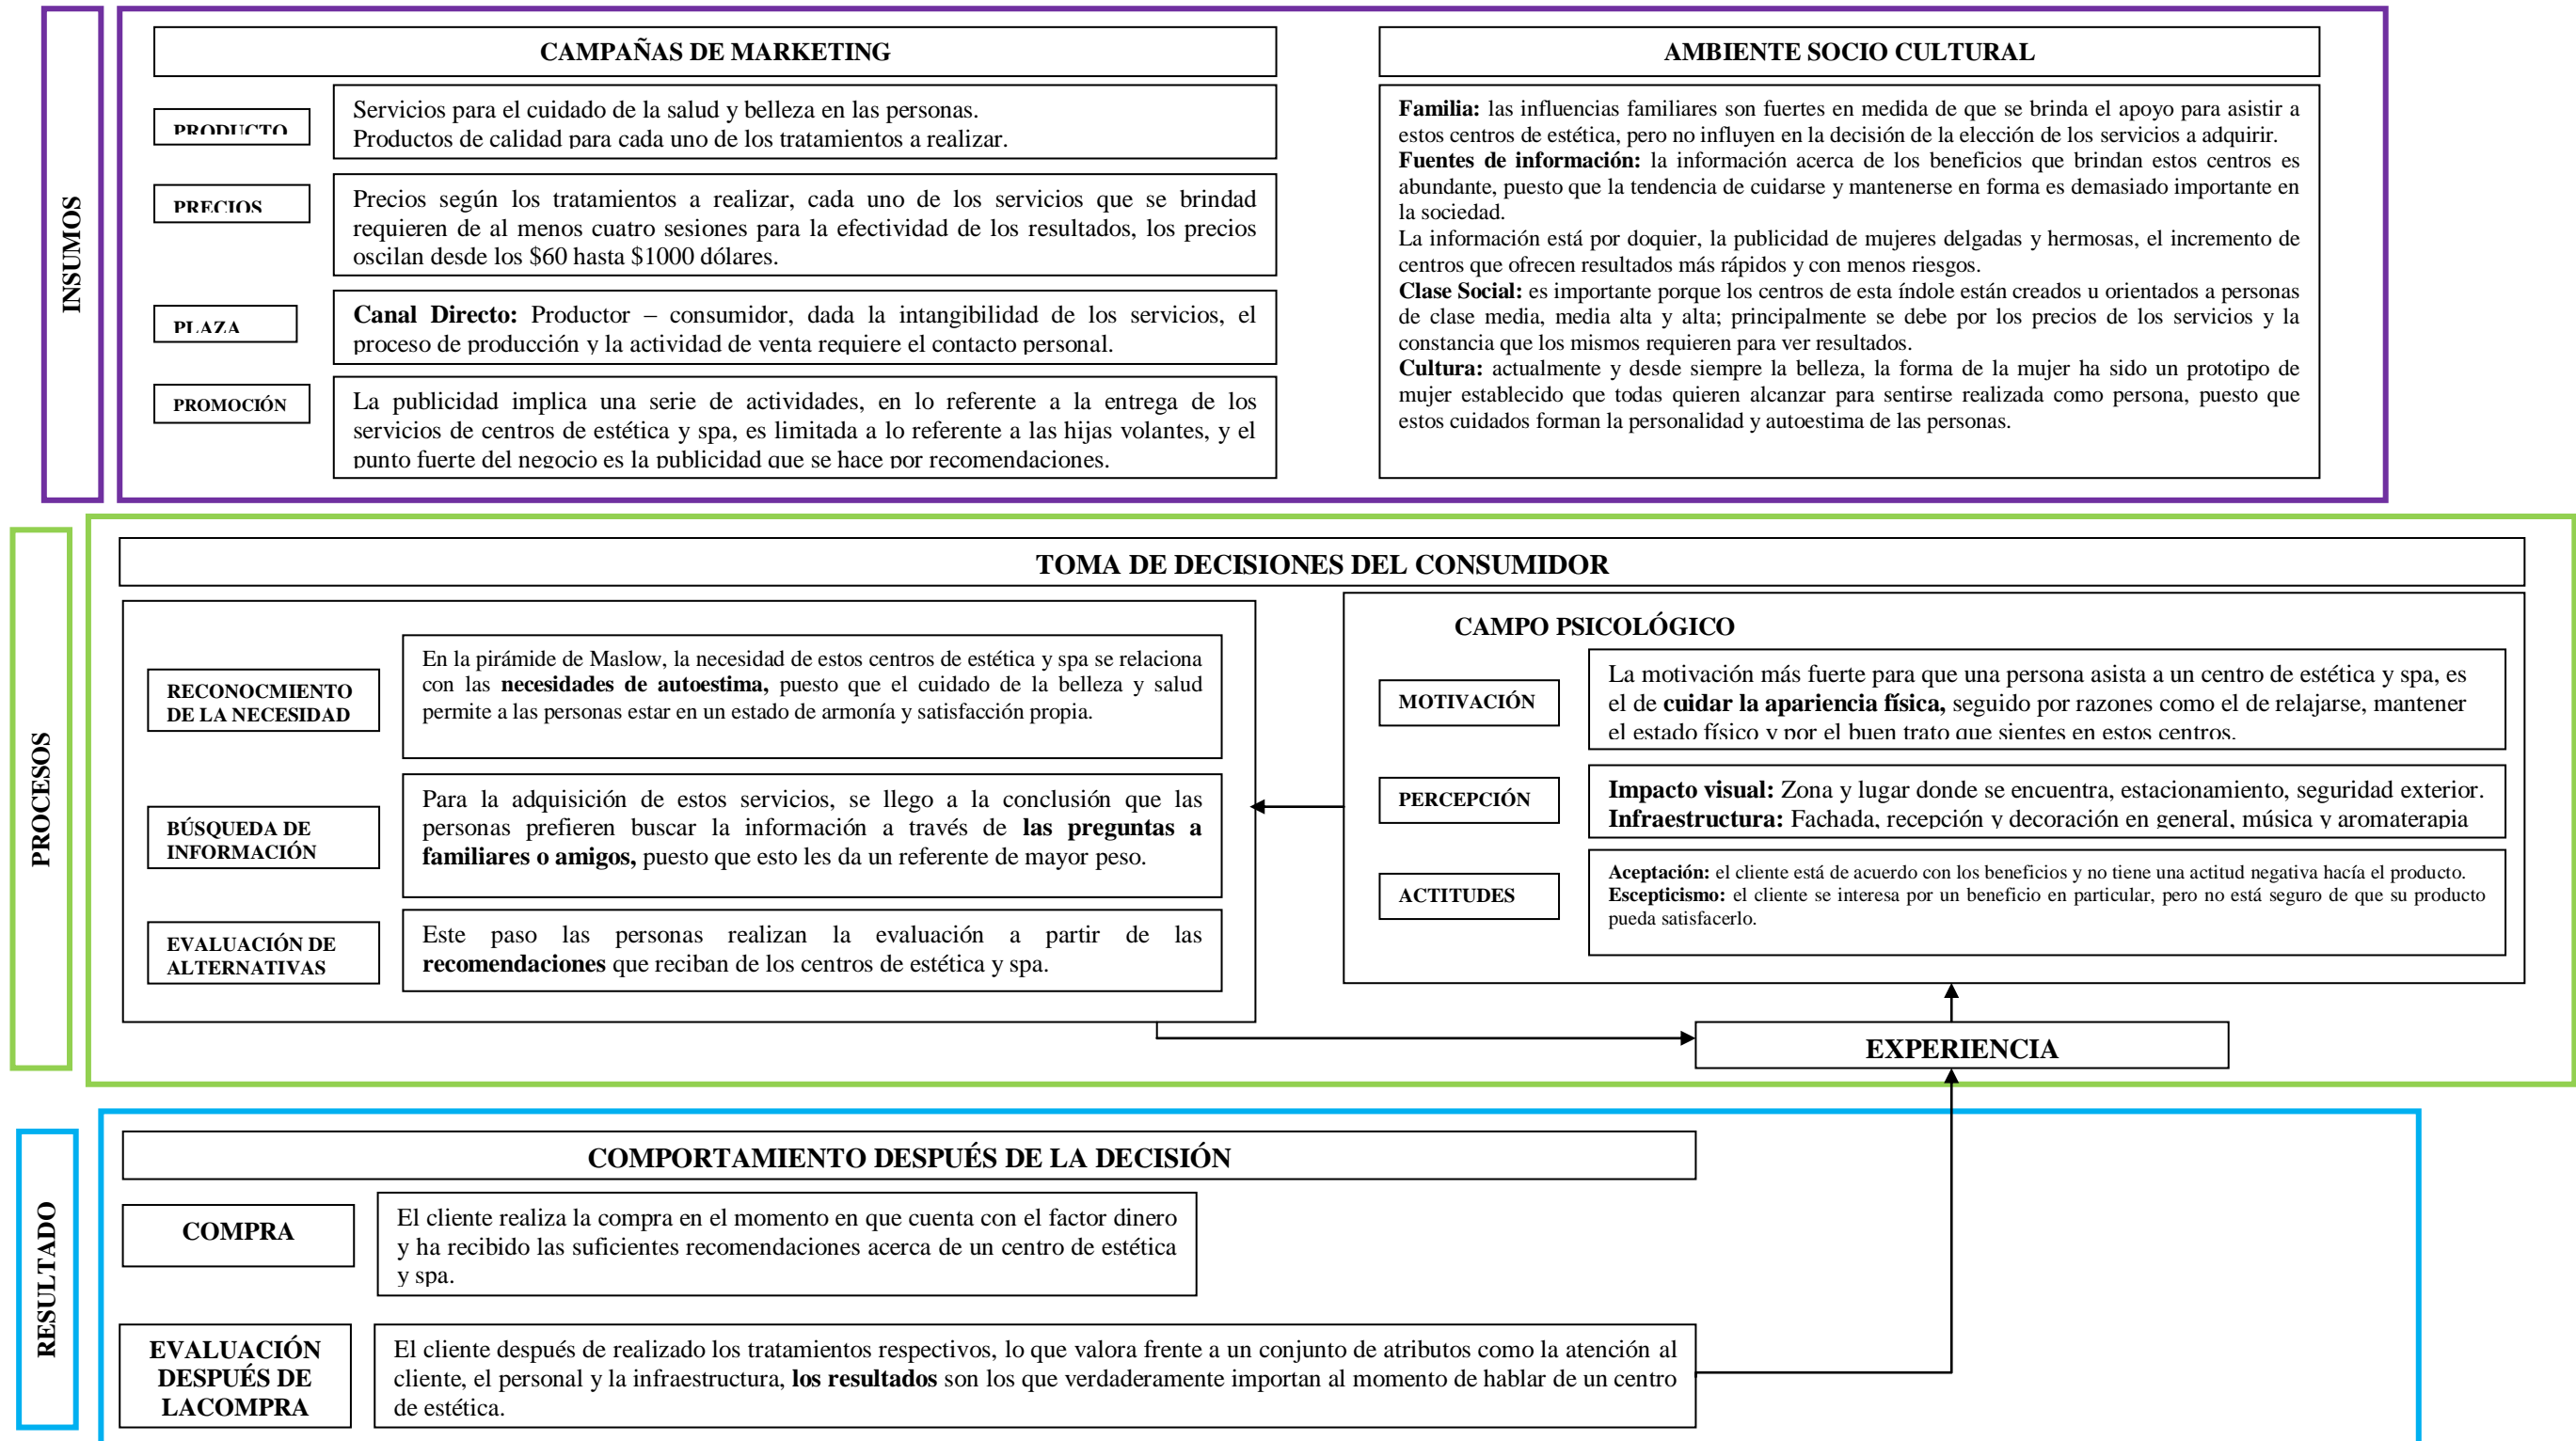 INSUMOS
CAMPAÑAS DE MARKETING
PRODUCTO
Servicios para el cuidado de la salud y belleza en las personas.
Productos de calidad para cada uno de los tratamientos a realizar.
PRECIOS
Precios según los tratamientos a realizar, cada uno de los servicios que se brindad
requieren de al menos cuatro sesiones para la efectividad de los resultados, los precios
oscilan desde los $60 hasta $1000 dólares.
PLAZA
Canal Directo: Productor – consumidor, dada la intangibilidad de los servicios, el
proceso de producción y la actividad de venta requiere el contacto personal.
PROMOCIÓN
La publicidad implica una serie de actividades, en lo referente a la entrega de los
servicios de centros de estética y spa, es limitada a lo referente a las hijas volantes, y el
punto fuerte del negocio es la publicidad que se hace por recomendaciones.
AMBIENTE SOCIO CULTURAL
Familia: las influencias familiares son fuertes en medida de que se brinda el apoyo para asistir a
estos centros de estética, pero no influyen en la decisión de la elección de los servicios a adquirir.
Fuentes de información: la información acerca de los beneficios que brindan estos centros es
abundante, puesto que la tendencia de cuidarse y mantenerse en forma es demasiado importante en
la sociedad.
La información está por doquier, la publicidad de mujeres delgadas y hermosas, el incremento de
centros que ofrecen resultados más rápidos y con menos riesgos.
Clase Social: es importante porque los centros de esta índole están creados u orientados a personas
de clase media, media alta y alta; principalmente se debe por los precios de los servicios y la
constancia que los mismos requieren para ver resultados.
Cultura: actualmente y desde siempre la belleza, la forma de la mujer ha sido un prototipo de
mujer establecido que todas quieren alcanzar para sentirse realizada como persona, puesto que
estos cuidados forman la personalidad y autoestima de las personas.
PROCESOS
TOMA DE DECISIONES DEL CONSUMIDOR
RECONOCMIENTO
DE LA NECESIDAD
En la pirámide de Maslow, la necesidad de estos centros de estética y spa se relaciona
con las necesidades de autoestima, puesto que el cuidado de la belleza y salud
permite a las personas estar en un estado de armonía y satisfacción propia.
BÚSQUEDA DE
INFORMACIÓN
Para la adquisición de estos servicios, se llego a la conclusión que las
personas prefieren buscar la información a través de las preguntas a
familiares o amigos, puesto que esto les da un referente de mayor peso.
EVALUACIÓN DE
ALTERNATIVAS
Este paso las personas realizan la evaluación a partir de las
recomendaciones que reciban de los centros de estética y spa.
CAMPO PSICOLÓGICO
MOTIVACIÓN
La motivación más fuerte para que una persona asista a un centro de estética y spa, es
el de cuidar la apariencia física, seguido por razones como el de relajarse, mantener
el estado físico y por el buen trato que sientes en estos centros.
PERCEPCIÓN
Impacto visual: Zona y lugar donde se encuentra, estacionamiento, seguridad exterior.
Infraestructura: Fachada, recepción y decoración en general, música y aromaterapia
ACTITUDES
Aceptación: el cliente está de acuerdo con los beneficios y no tiene una actitud negativa hacía el producto.
Escepticismo: el cliente se interesa por un beneficio en particular, pero no está seguro de que su producto
pueda satisfacerlo.
EXPERIENCIA
RESULTADO
COMPORTAMIENTO DESPUÉS DE LA DECISIÓN
COMPRA
El cliente realiza la compra en el momento en que cuenta con el factor dinero
y ha recibido las suficientes recomendaciones acerca de un centro de estética
y spa.
EVALUACIÓN
DESPUÉS DE
LACOMPRA
El cliente después de realizado los tratamientos respectivos, lo que valora frente a un conjunto de atributos como la atención al
cliente, el personal y la infraestructura, los resultados son los que verdaderamente importan al momento de hablar de un centro
de estética.